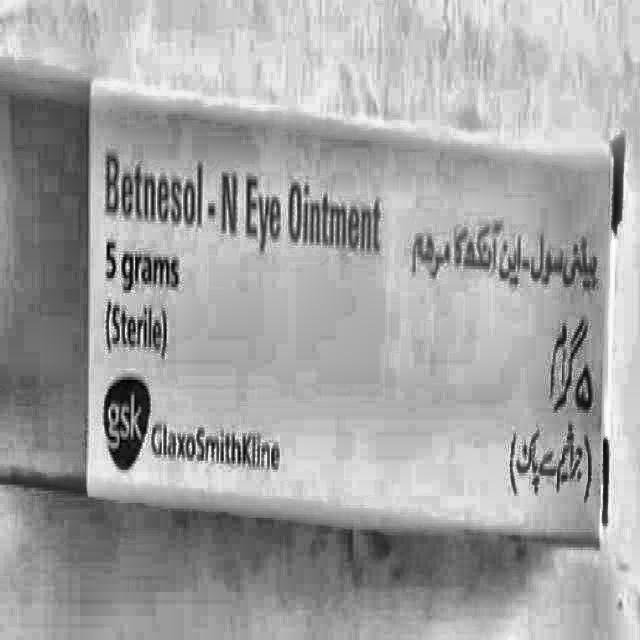 Betnesol - N Eye Ointment
5 grams
(Sterile)
gsk GlaxoSmithKline
بیٹنی سول-این آنکھ کا مرہم
۵ گرام
(جراثیم سے پاک)